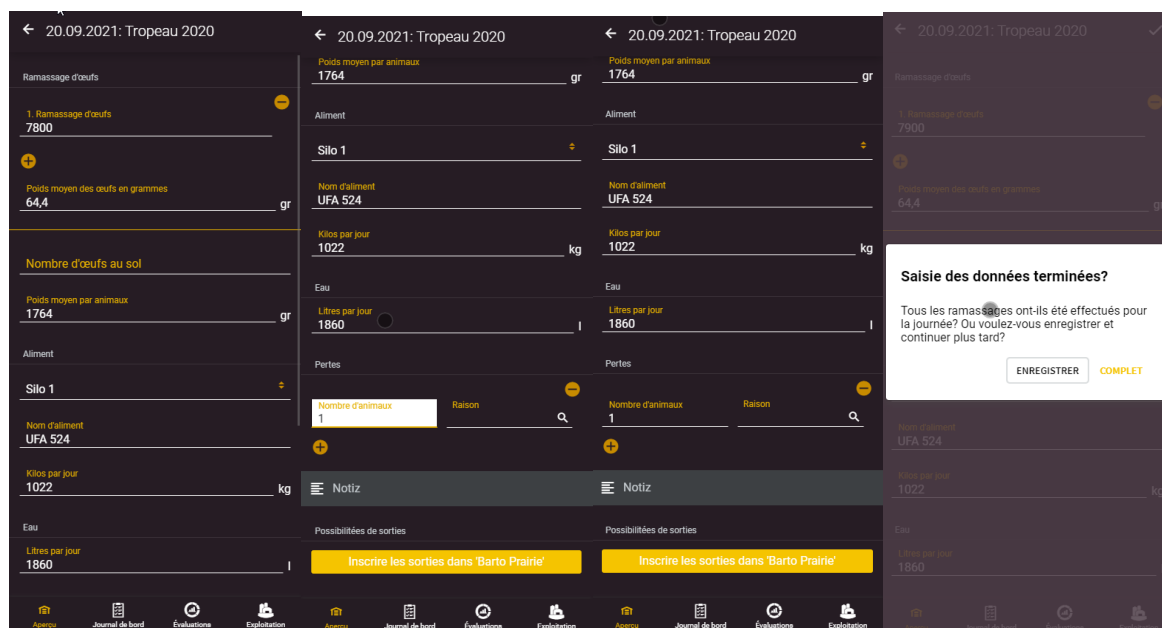 20.09.2021: Tropeau 2020
Ramassage d'œufs
1. Ramassage d'œufs
7800
Poids moyen des œufs en grammes
64,4 gr
Nombre d'œufs au sol
Poids moyen par animaux
1764 gr
Aliment
Silo 1
Nom d'aliment
UFA 524
Kilos par jour
1022 kg
Eau
Litres par jour
1860 l
Aperçu Journal de bord Évaluations Exploitation
20.09.2021: Tropeau 2020
Poids moyen par animaux
1764 gr
Aliment
Silo 1
Nom d'aliment
UFA 524
Kilos par jour
1022 kg
Eau
Litres par jour
1860 l
Pertes
Nombre d'animaux Raison
1
Notiz
Possibilitées de sorties
Inscrire les sorties dans 'Barto Prairie'
Aperçu Journal de bord Évaluations Exploitation
20.09.2021: Tropeau 2020
Poids moyen par animaux
1764 gr
Aliment
Silo 1
Nom d'aliment
UFA 524
Kilos par jour
1022 kg
Eau
Litres par jour
1860 l
Pertes
Nombre d'animaux Raison
1
Notiz
Possibilitées de sorties
Inscrire les sorties dans 'Barto Prairie'
Aperçu Journal de bord Évaluations Exploitation
20.09.2021: Tropeau 2020
Ramassage d'œufs
1. Ramassage d'œufs
7900
Poids moyen des œufs en grammes
64,4 gr
Saisie des données terminées?
Tous les ramassages ont-ils été effectués pour
la journée? Ou voulez-vous enregistrer et
continuer plus tard?
ENREGISTRER COMPLET
Nom d'aliment
UFA 524
Kilos par jour
1022 kg
Eau
Litres par jour
1860
Aperçu Journal de bord Évaluations Exploitation